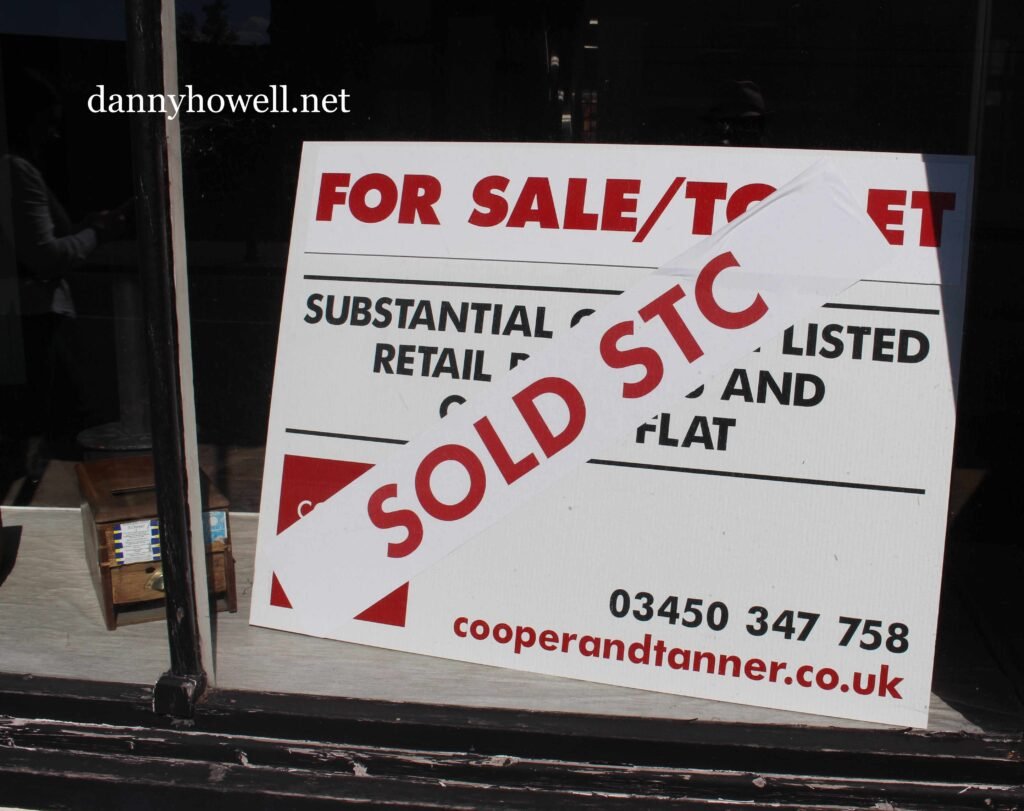 dannyhowell.net
FOR SALE/TO ET
SUBSTANTIAL LISTED
RETAIL AND
FLAT
SOLD STC
03450 347 758
cooperandtanner.co.uk